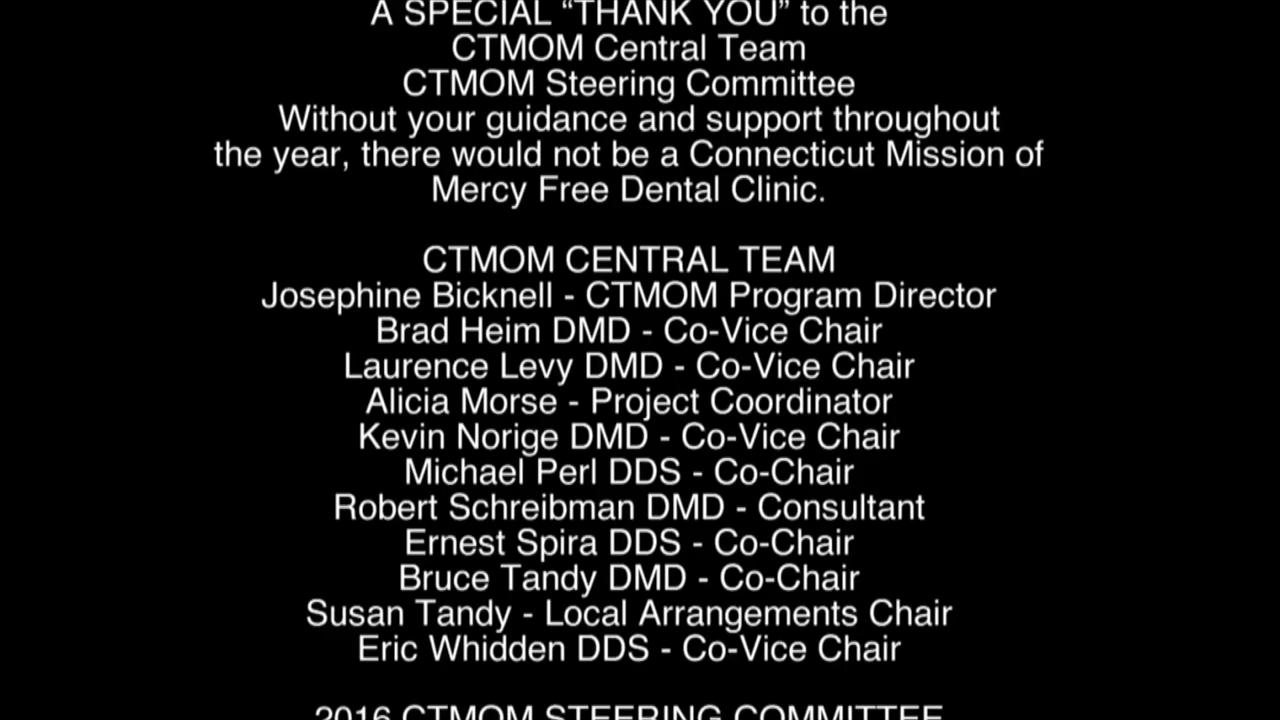 A SPECIAL “THANK YOU” to the
CTMOM Central Team
CTMOM Steering Committee
Without your guidance and support throughout
the year, there would not be a Connecticut Mission of
Mercy Free Dental Clinic.
CTMOM CENTRAL TEAM
Josephine Bicknell - CTMOM Program Director
Brad Heim DMD - Co-Vice Chair
Laurence Levy DMD - Co-Vice Chair
Alicia Morse - Project Coordinator
Kevin Norige DMD - Co-Vice Chair
Michael Perl DDS - Co-Chair
Robert Schreibman DMD - Consultant
Ernest Spira DDS - Co-Chair
Bruce Tandy DMD - Co-Chair
Susan Tandy - Local Arrangements Chair
Eric Whidden DDS - Co-Vice Chair
2016 CTMOM STEERING COMMITTEE